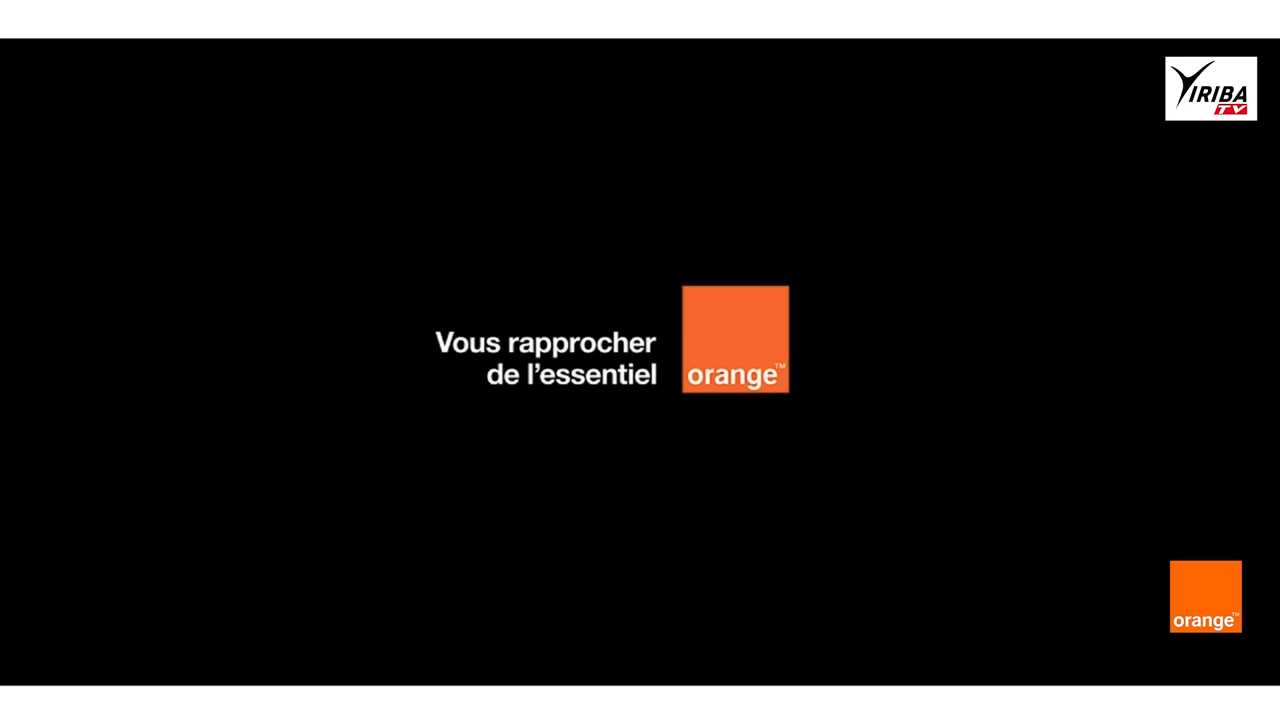 YIRIBA
TV
Vous rapprocher
de l’essentiel
orange™
orange™